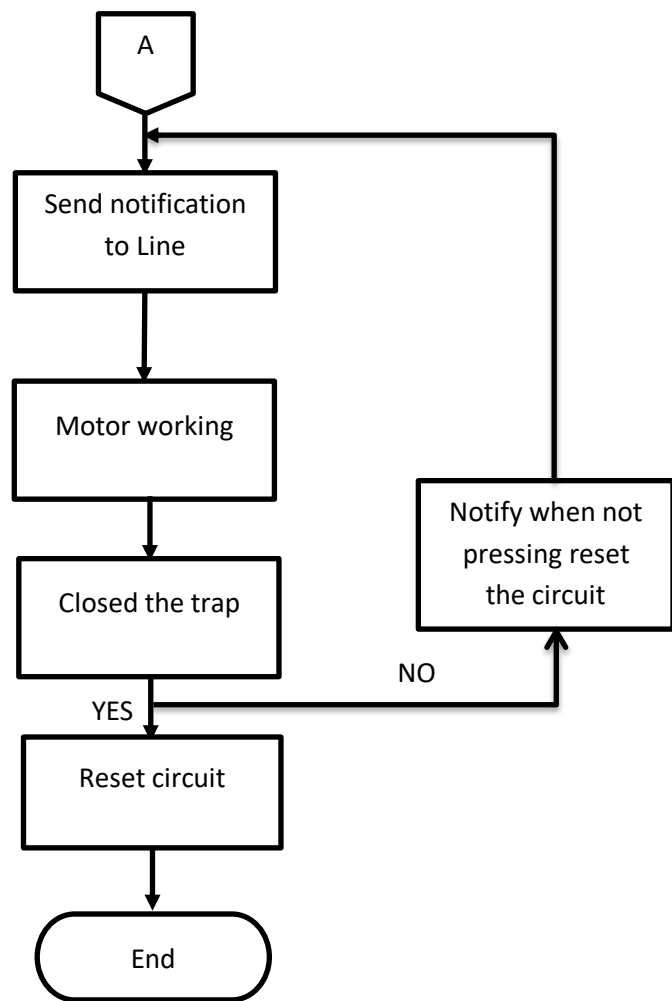 A
Send notification
to Line
Motor working
Closed the trap
YES
NO
Notify when not
pressing reset
the circuit
Reset circuit
End